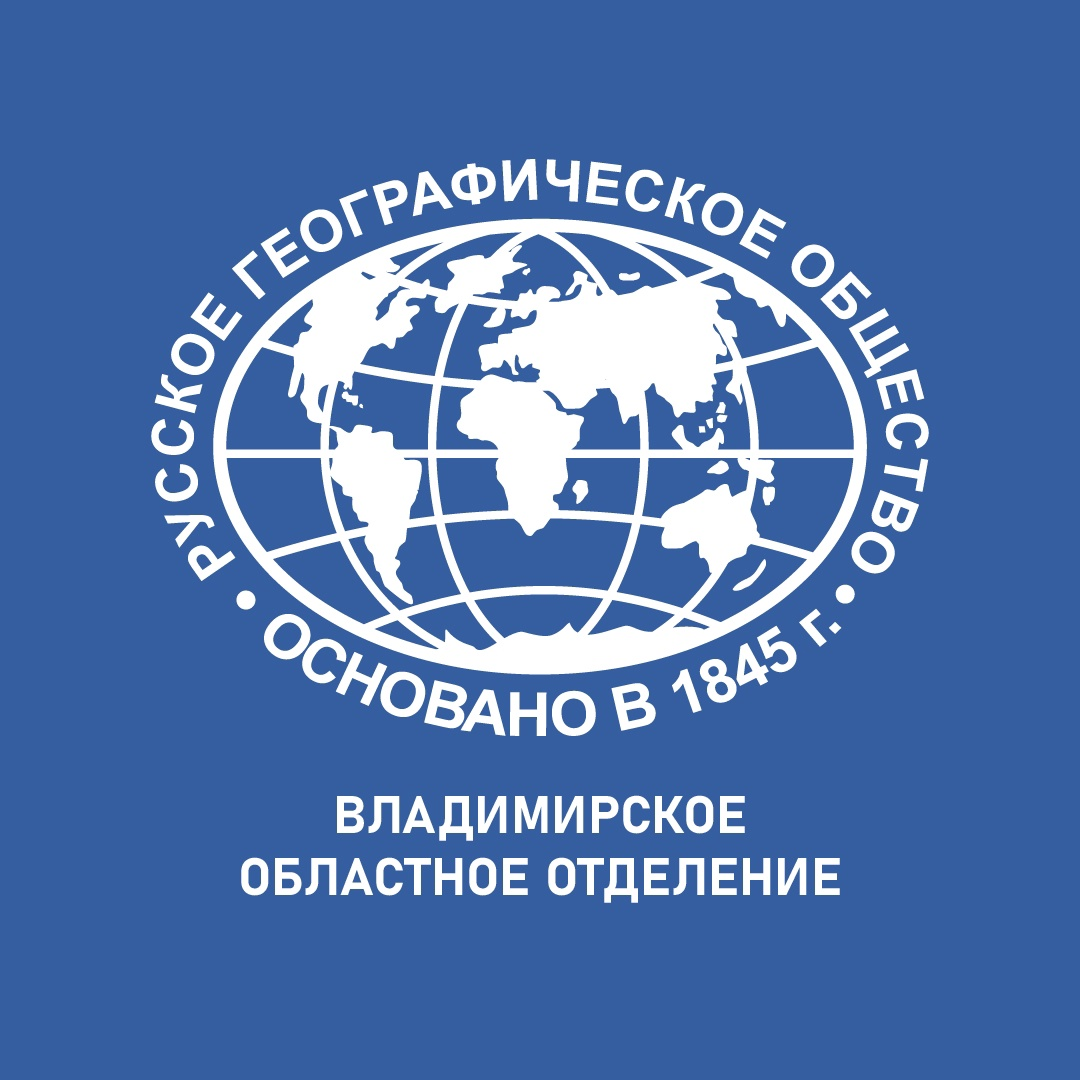 РУССКОЕ ГЕОГРАФИЧЕСКОЕ ОБЩЕСТВО
• ОСНОВАНО В 1845 г. •
ВЛАДИМИРСКОЕ
ОБЛАСТНОЕ ОТДЕЛЕНИЕ